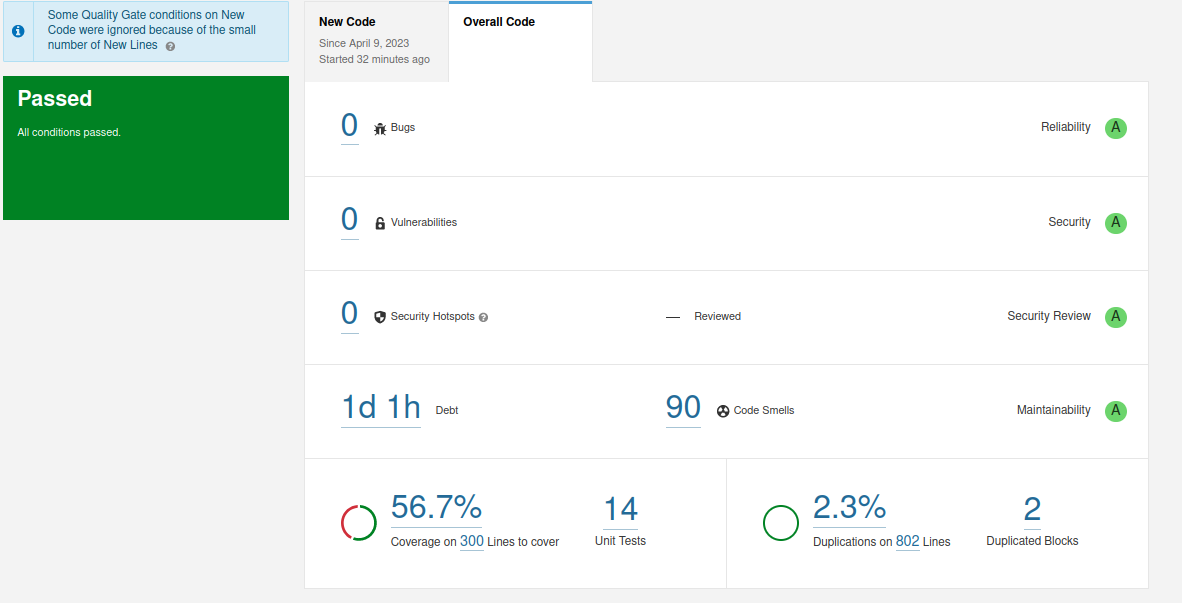 Some Quality Gate conditions on New
Code were ignored because of the small
number of New Lines ?
Passed
All conditions passed.
New Code
Since April 9, 2023
Started 32 minutes ago
Overall Code
0 Bugs
Reliability A
0 Vulnerabilities
Security A
0 Security Hotspots ?
— Reviewed
Security Review A
1d 1h Debt
90 Code Smells
Maintainability A
56.7%
Coverage on 300 Lines to cover
14
Unit Tests
2.3%
Duplications on 802 Lines
2
Duplicated Blocks